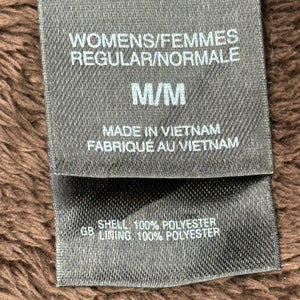 WOMENS/FEMMES
REGULAR/NORMALE
M/M
MADE IN VIETNAM
FABRIQUÉ AU VIETNAM
SHELL: 100% POLYESTER
GB LINING: 100% POLYESTER